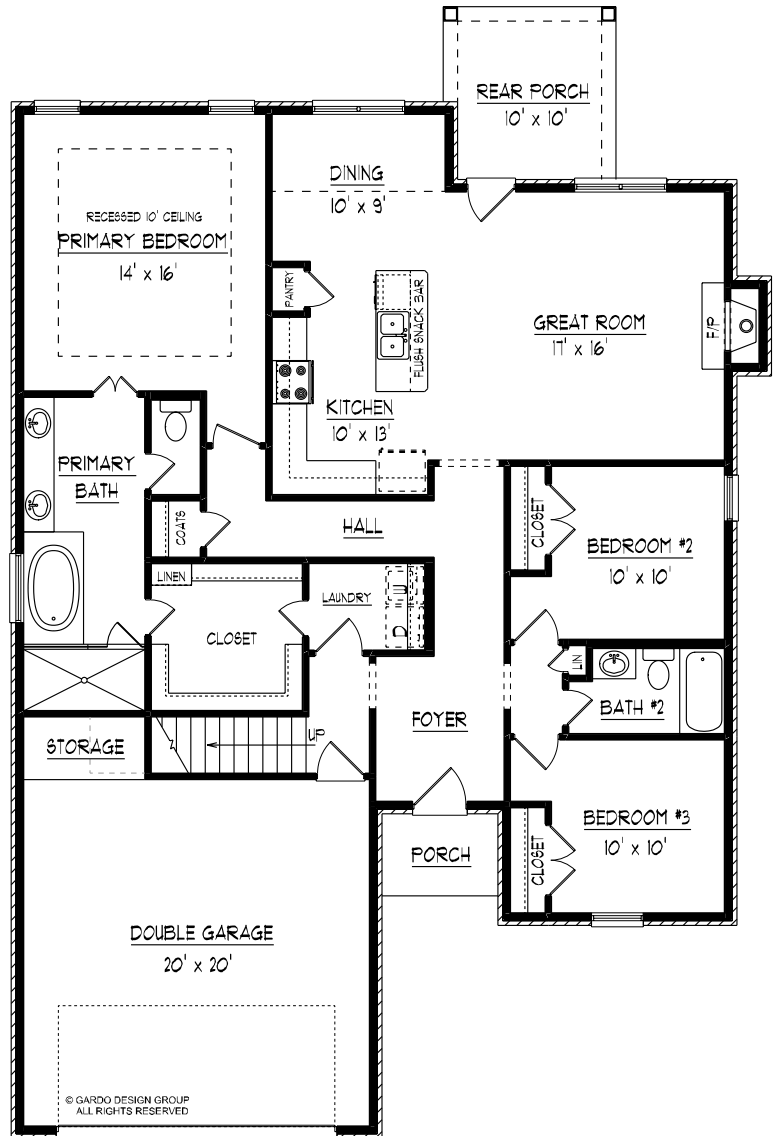 REAR PORCH
10' x 10'
DINING
10' x 9'
RECESSED 10' CEILING
PRIMARY BEDROOM
14' x 16'
PANTRY
FLUSH SNACK BAR
GREAT ROOM
17' x 16'
F/P
KITCHEN
10' x 13'
PRIMARY
BATH
COATS
HALL
CLOSET
BEDROOM #2
10' x 10'
LINEN
LAUNDRY
W
D
CLOSET
LIN
BATH #2
FOYER
STORAGE
UP
BEDROOM #3
10' x 10'
CLOSET
PORCH
DOUBLE GARAGE
20' x 20'
© GARDO DESIGN GROUP
ALL RIGHTS RESERVED